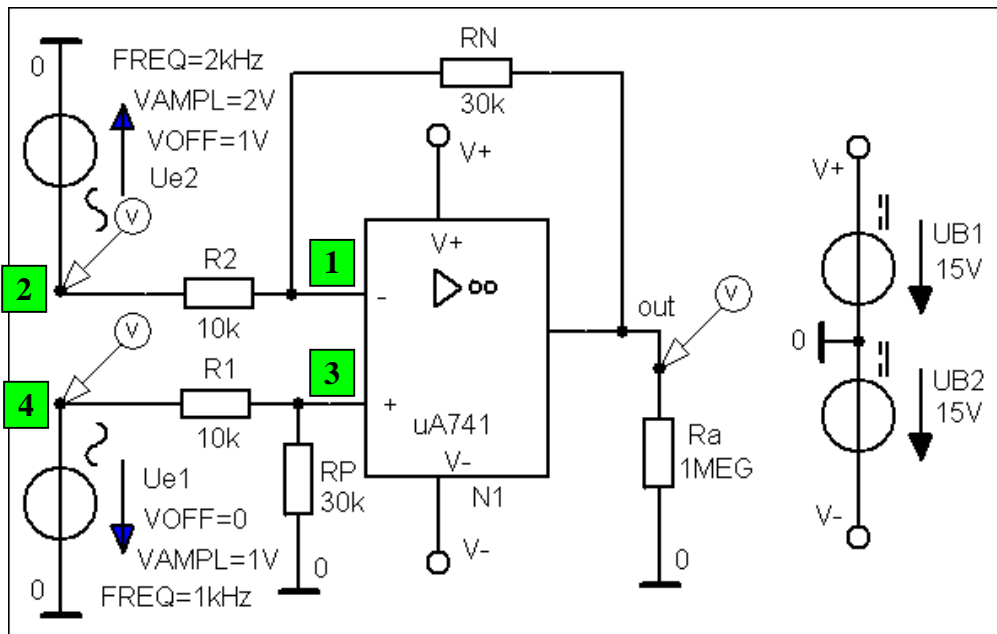 0
FREQ=2kHz
VAMPL=2V
VOFF=1V
Ue2
V
2
R2
10k
1
RN
30k
V+
V+
-
uA741
V-
N1
V-
V
4
R1
10k
3
+
RP
30k
0
Ue1
VOFF=0
VAMPL=1V
FREQ=1kHz
0
out
V
Ra
1MEG
0
V+
UB1
15V
0
UB2
15V
V-